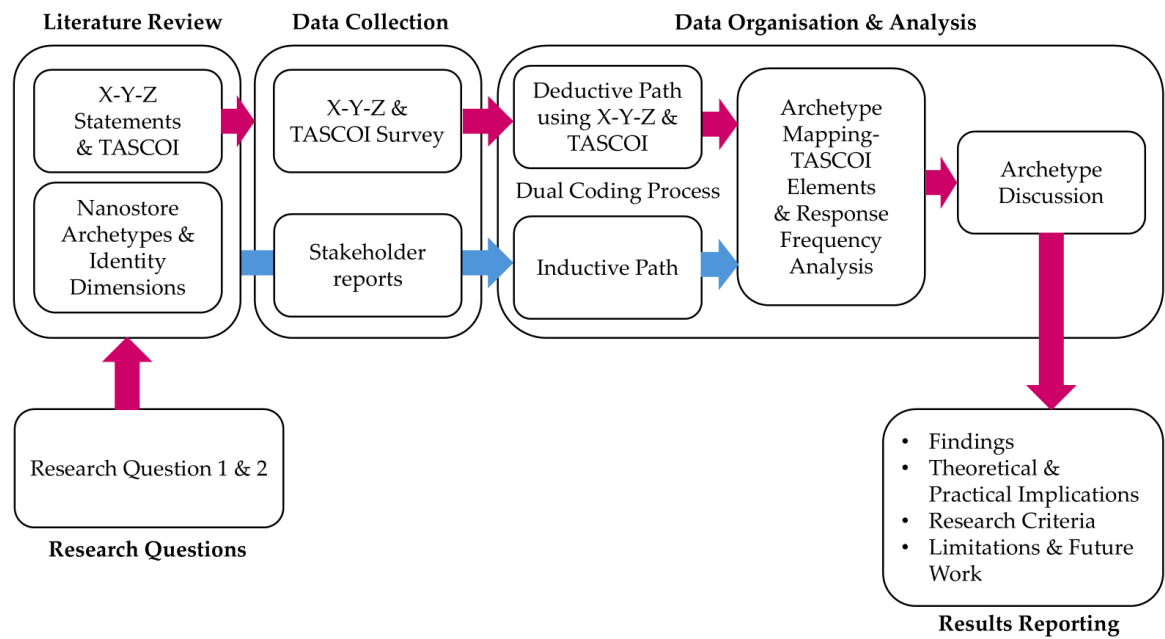 Literature Review
X-Y-Z
Statements
& TASCOI
Nanostore
Archetypes &
Identity
Dimensions
Data Collection
X-Y-Z &
TASCOI Survey
Stakeholder
reports
Data Organisation & Analysis
Deductive Path
using X-Y-Z &
TASCOI
Dual Coding Process
Inductive Path
Archetype
Mapping-
TASCOI
Elements
& Response
Frequency
Analysis
Archetype
Discussion
Research Question 1 & 2
Research Questions
• Findings
• Theoretical &
Practical Implications
• Research Criteria
• Limitations & Future
Work
Results Reporting